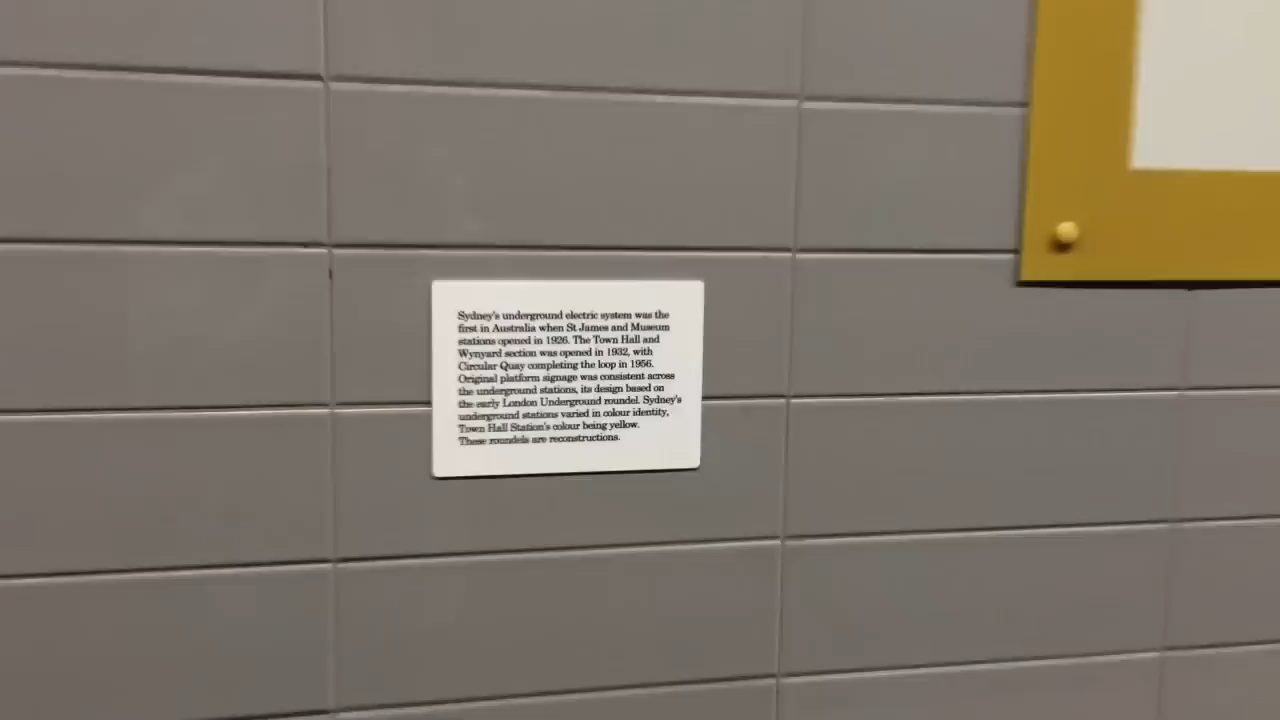 Sydney's underground electric system was the
first in Australia when St James and Museum
stations opened in 1926. The Town Hall and
Wynyard section was opened in 1932, with
Circular Quay completing the loop in 1956.
Original platform signage was consistent across
the underground stations, its design based on
the early London Underground roundel. Sydney's
underground stations varied in colour identity,
Town Hall Station's colour being yellow.
These roundels are reconstructions.